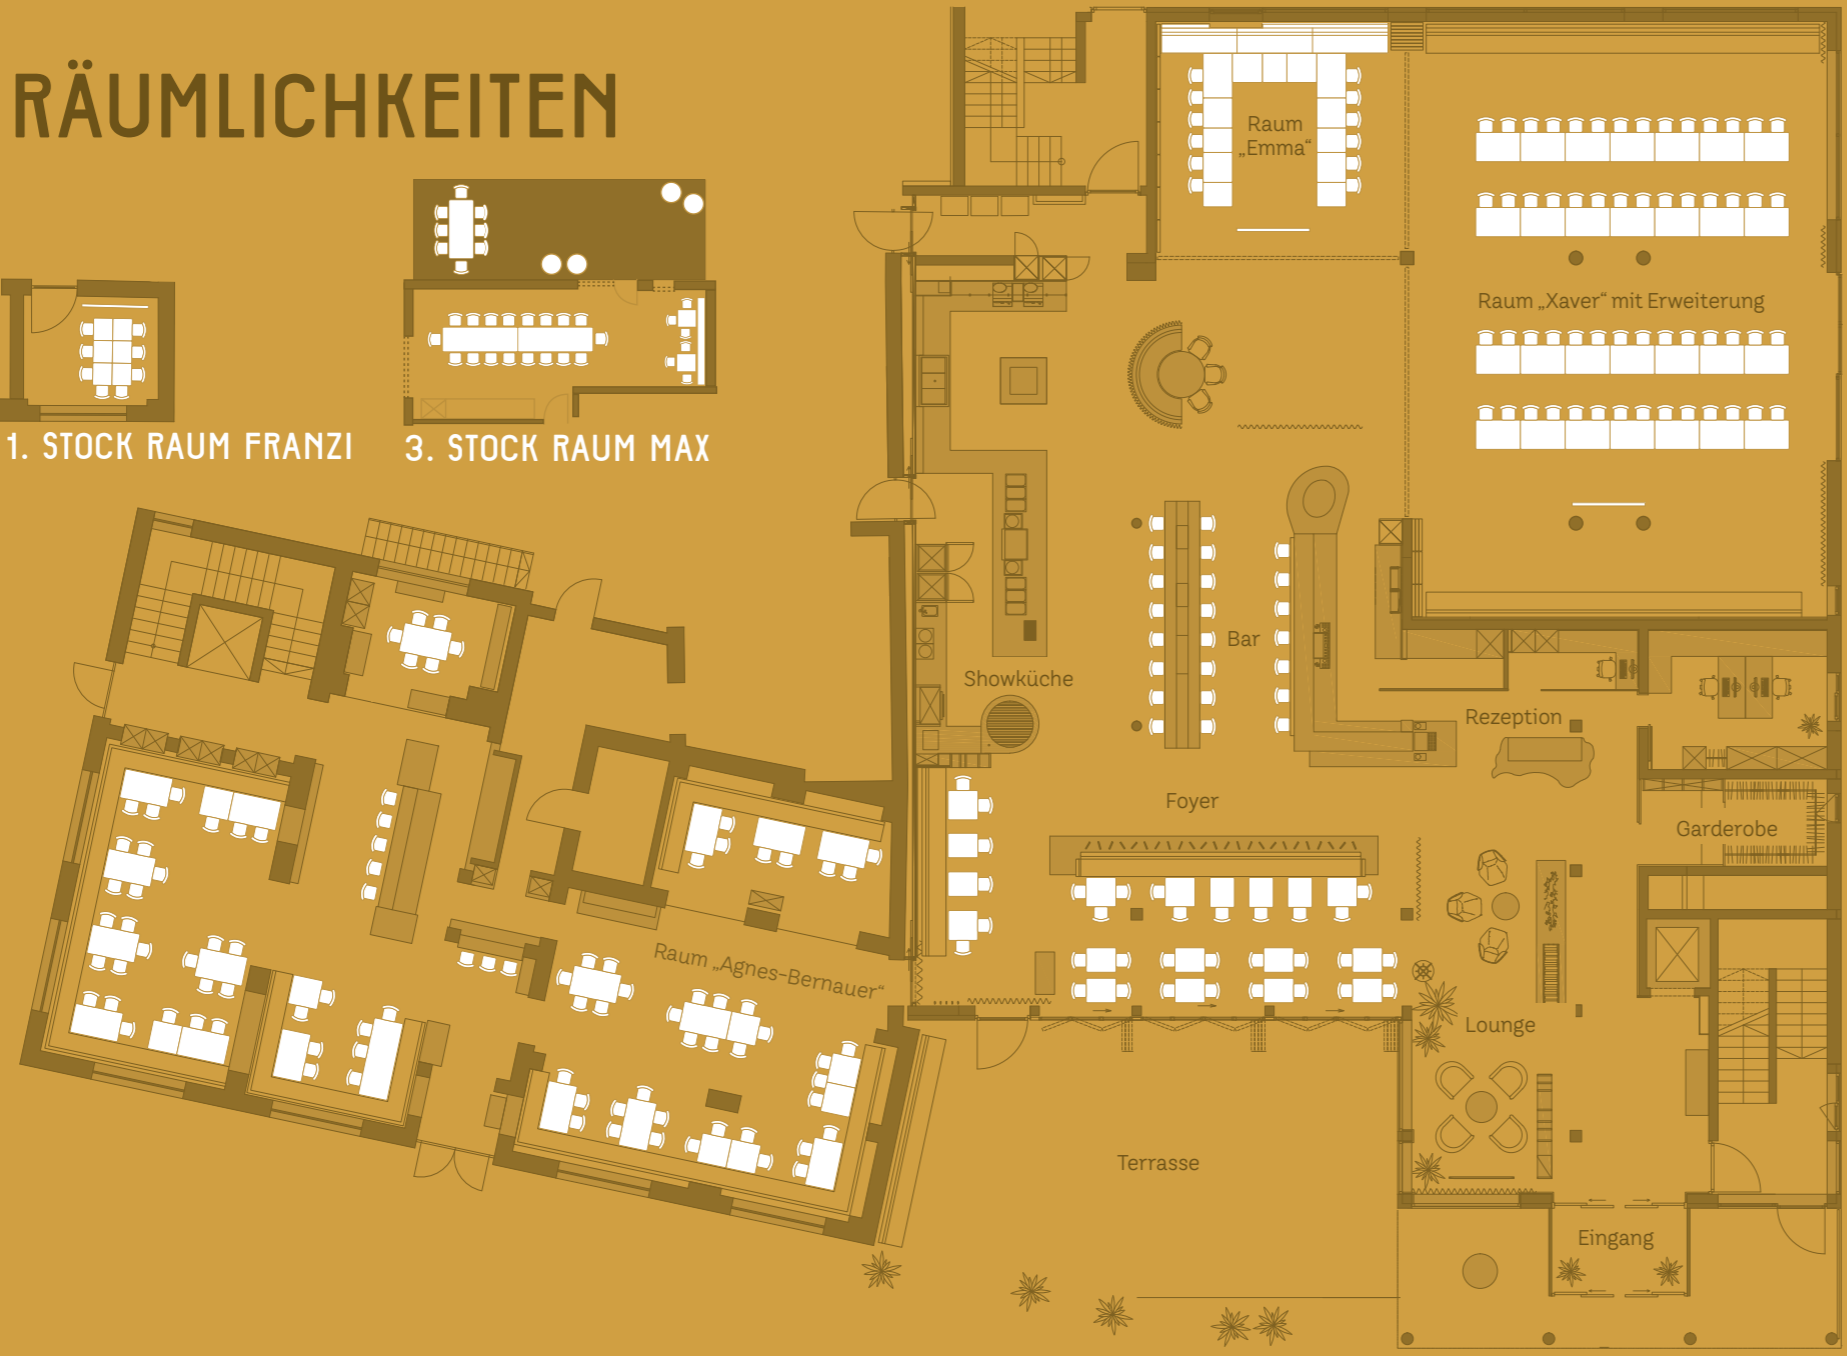 RÄUMLICHKEITEN
Raum
„Emma“
Raum „Xaver“ mit Erweiterung
1. STOCK RAUM FRANZI
3. STOCK RAUM MAX
Bar
Showküche
Rezeption
Foyer
Garderobe
Raum „Agnes-Bernauer“
Lounge
Terrasse
Eingang